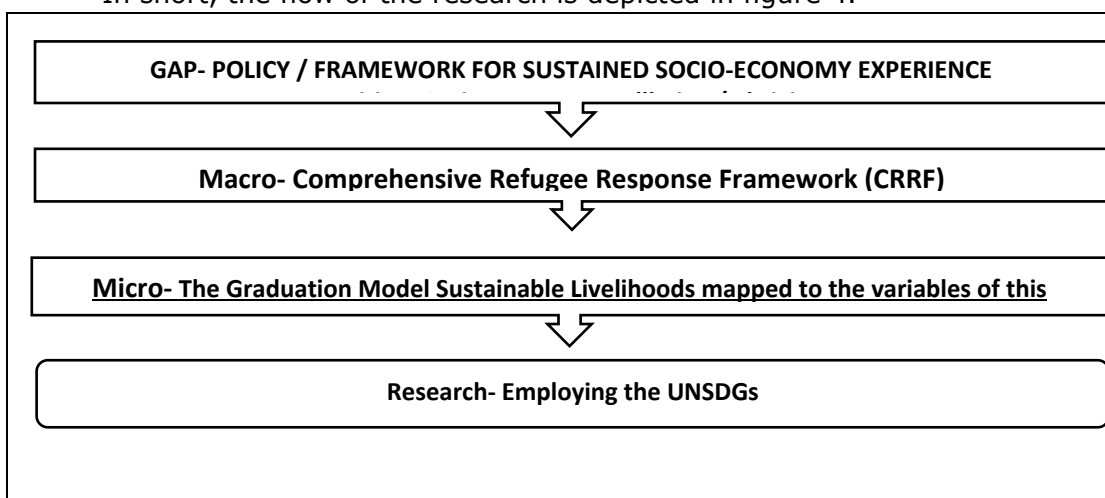 In short, the flow of the research is depicted in figure 4.
GAP- POLICY / FRAMEWORK FOR SUSTAINED SOCIO-ECONOMY EXPERIENCE
Macro- Comprehensive Refugee Response Framework (CRRF)
Micro- The Graduation Model Sustainable Livelihoods mapped to the variables of this
Research- Employing the UNSDGs